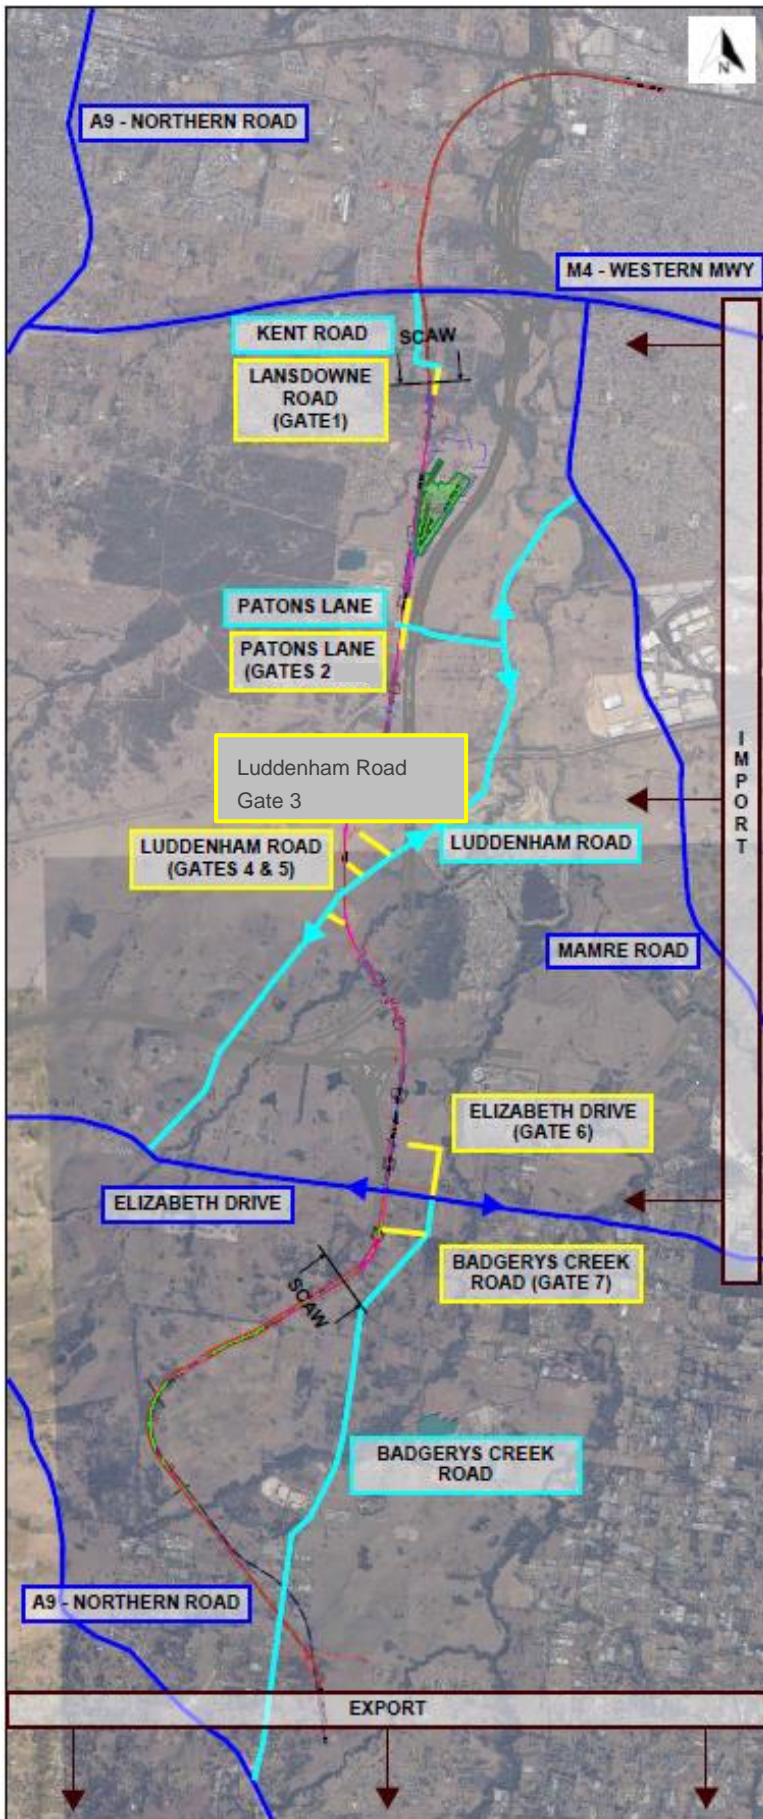 N
A9 - NORTHERN ROAD
M4 - WESTERN MWY
KENT ROAD
SCAW
LANSDOWNE
ROAD
(GATE1)
PATONS LANE
PATONS LANE
(GATES 2
IMPORT
Luddenham Road
Gate 3
LUDDENHAM ROAD
(GATES 4 & 5)
LUDDENHAM ROAD
MAMRE ROAD
ELIZABETH DRIVE
(GATE 6)
ELIZABETH DRIVE
BADGERYS CREEK
ROAD (GATE 7)
SCAW
BADGERYS CREEK
ROAD
A9 - NORTHERN ROAD
EXPORT